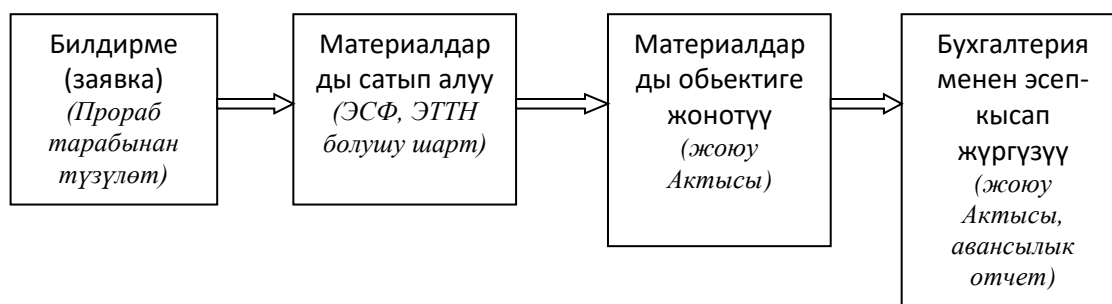 Билдирме
(заявка)
(Прораб
тарабынан
түзүлөт)
Материалдар
ды сатып алуу
(ЭСФ, ЭТТН
болушу шарт)
Материалдар
ды обьектиге
жонотүү
(жоюу
Актысы)
Бухгалтерия
менен эсеп-
кысап
жүргүзүү
(жоюу
Актысы,
авансылык
отчет)